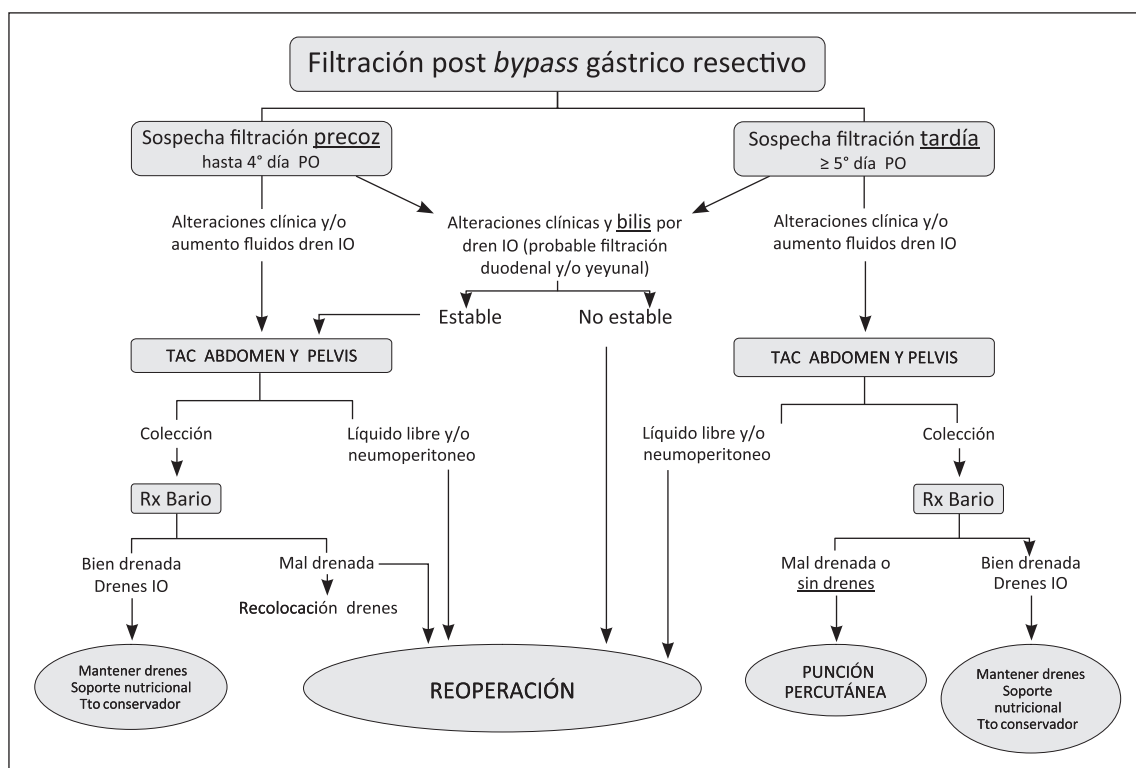 Filtración post bypass gástrico resectivo
Sospecha filtración precoz
hasta 4° día PO
Sospecha filtración tardía
≥ 5° día PO
Alteraciones clínica y/o
aumento fluidos dren IO
Alteraciones clínicas y bilis por
dren IO (probable filtración
duodenal y/o yeyunal)
Alteraciones clínica y/o
aumento fluidos dren IO
Estable
No estable
TAC ABDOMEN Y PELVIS
TAC ABDOMEN Y PELVIS
Colección
Líquido libre y/o
neumoperitoneo
Líquido libre y/o
neumoperitoneo
Colección
Rx Bario
Rx Bario
Bien drenada
Drenes IO
Mal drenada
Recolocación drenes
Mal drenada o
sin drenes
Bien drenada
Drenes IO
Mantener drenes
Soporte nutricional
Tto conservador
REOPERACIÓN
PUNCIÓN
PERCUTÁNEA
Mantener drenes
Soporte
nutricional
Tto conservador